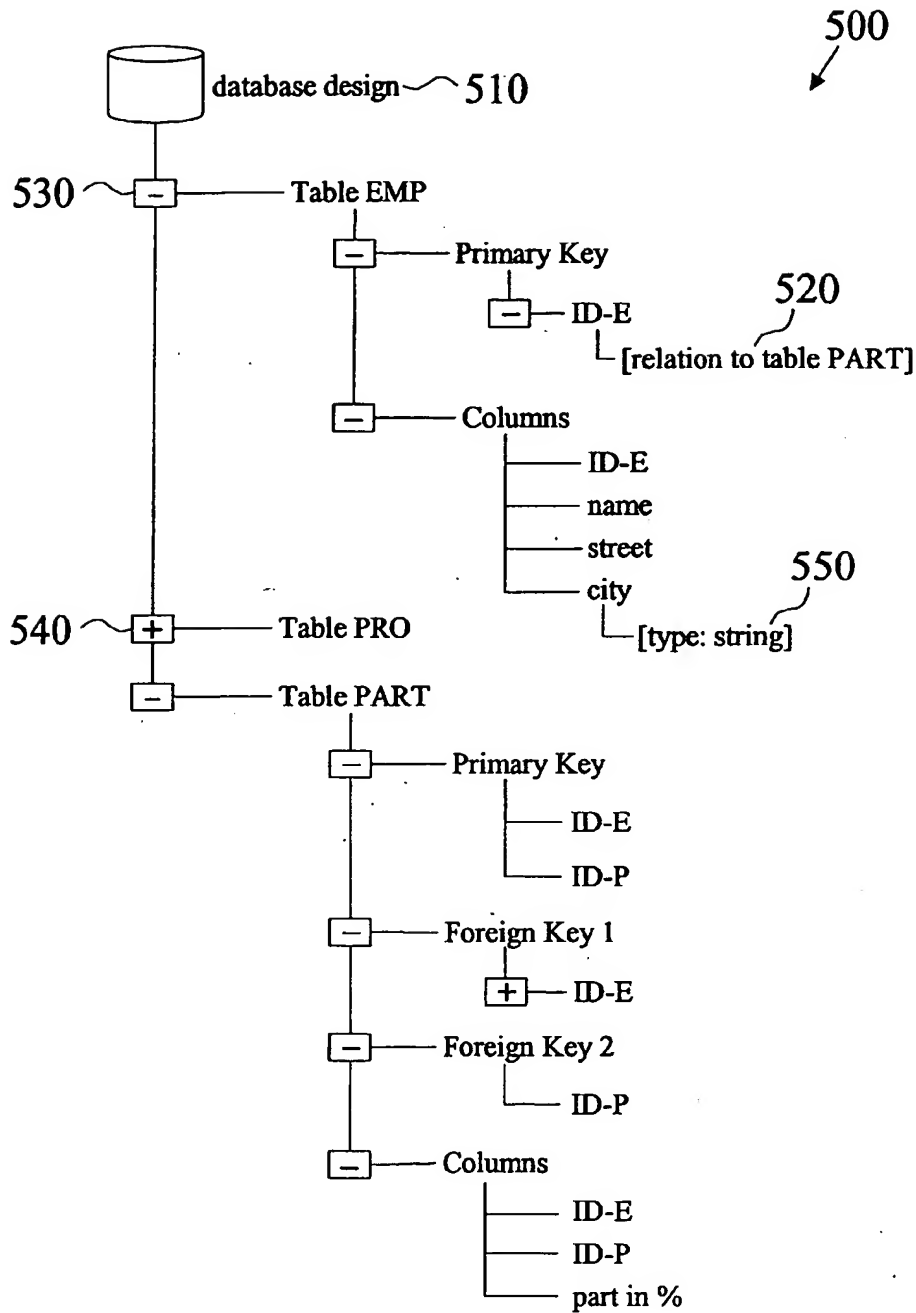 500
database design 510
530 - Table EMP
- Primary Key
- ID-E
520
[relation to table PART]
- Columns
ID-E
name
street
550
city
[type: string]
540 + Table PRO
- Table PART
- Primary Key
ID-E
ID-P
- Foreign Key 1
+ ID-E
- Foreign Key 2
ID-P
- Columns
ID-E
ID-P
part in %